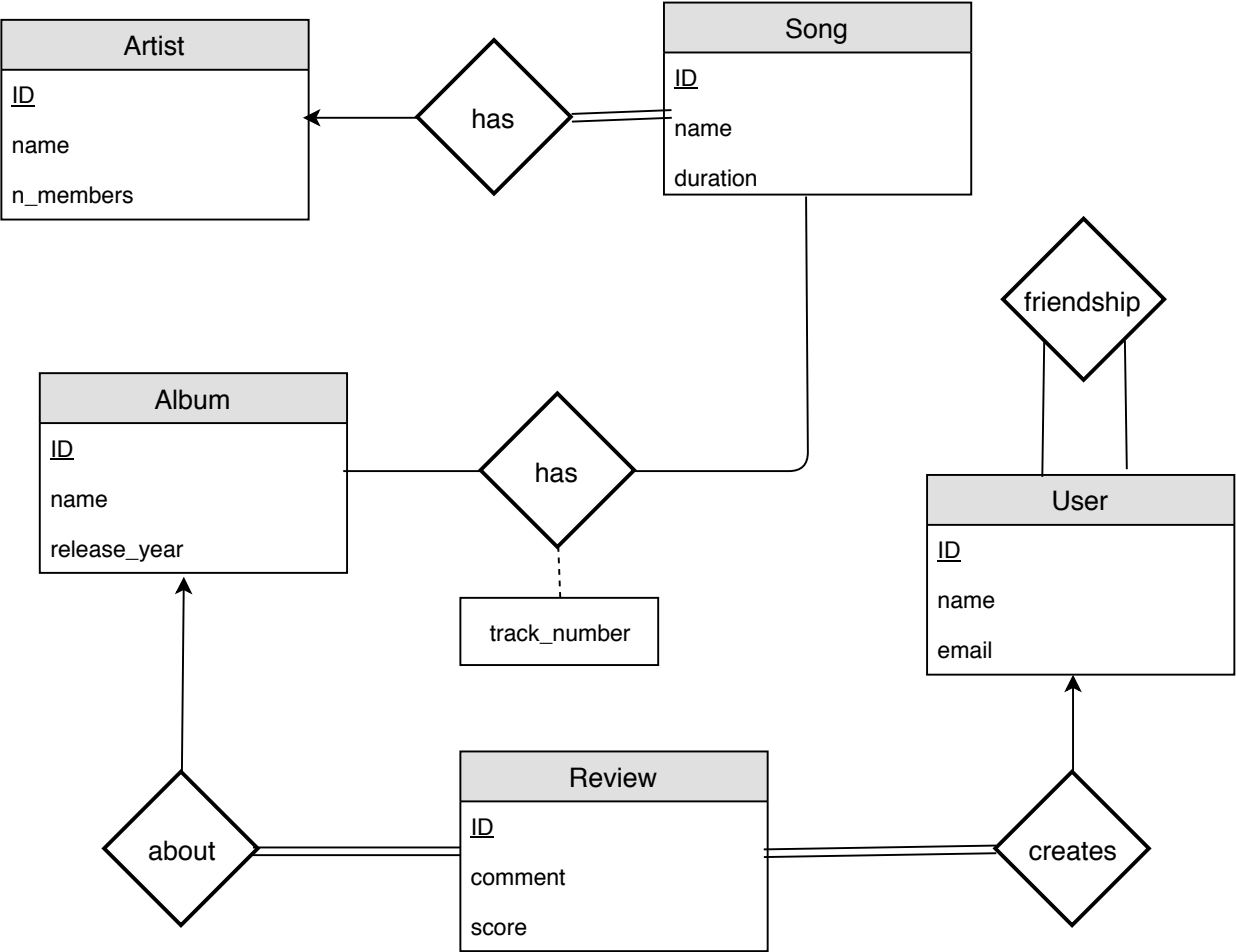 Artist
ID
name
n_members
has
Song
ID
name
duration
friendship
Album
ID
name
release_year
has
track_number
User
ID
name
email
about
Review
ID
comment
score
creates